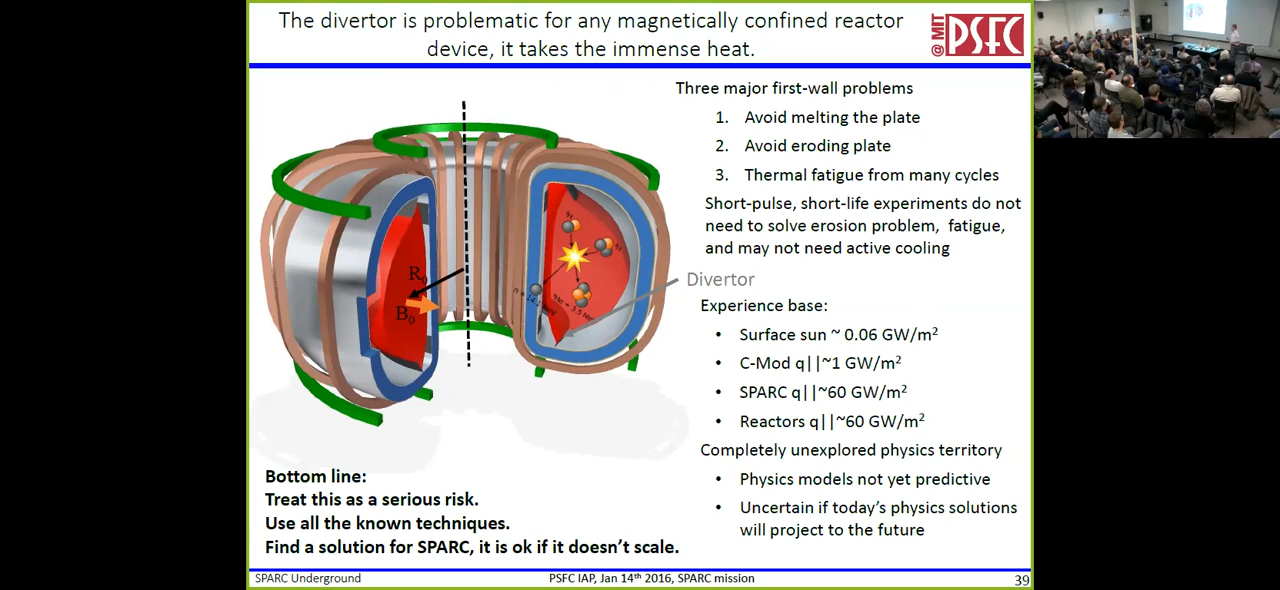 The divertor is problematic for any magnetically confined reactor
device, it takes the immense heat.
@MIT
PSFC
Three major first-wall problems
1. Avoid melting the plate
2. Avoid eroding plate
3. Thermal fatigue from many cycles
Short-pulse, short-life experiments do not
need to solve erosion problem, fatigue,
and may not need active cooling
Divertor
Experience base:
• Surface sun ~ 0.06 GW/m²
• C-Mod q||~1 GW/m²
• SPARC q||~60 GW/m²
• Reactors q||~60 GW/m²
Completely unexplored physics territory
• Physics models not yet predictive
• Uncertain if today's physics solutions
will project to the future
R₀
B₀
Bottom line:
Treat this as a serious risk.
Use all the known techniques.
Find a solution for SPARC, it is ok if it doesn't scale.
SPARC Underground
PSFC IAP, Jan 14th 2016, SPARC mission
39